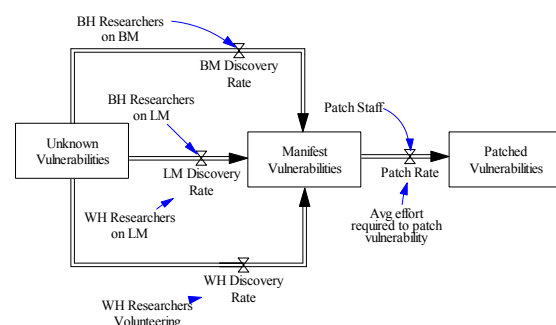 BH Researchers
on BM
BM Discovery
Rate
BH Researchers
on LM
Patch Staff
Unknown
Vulnerabilities
Manifest
Vulnerabilities
Patched
Vulnerabilities
LM Discovery
Rate
Patch Rate
WH Researchers
on LM
Avg effort
required to patch
vulnerability
WH Discovery
Rate
WH Researchers
Volunteering